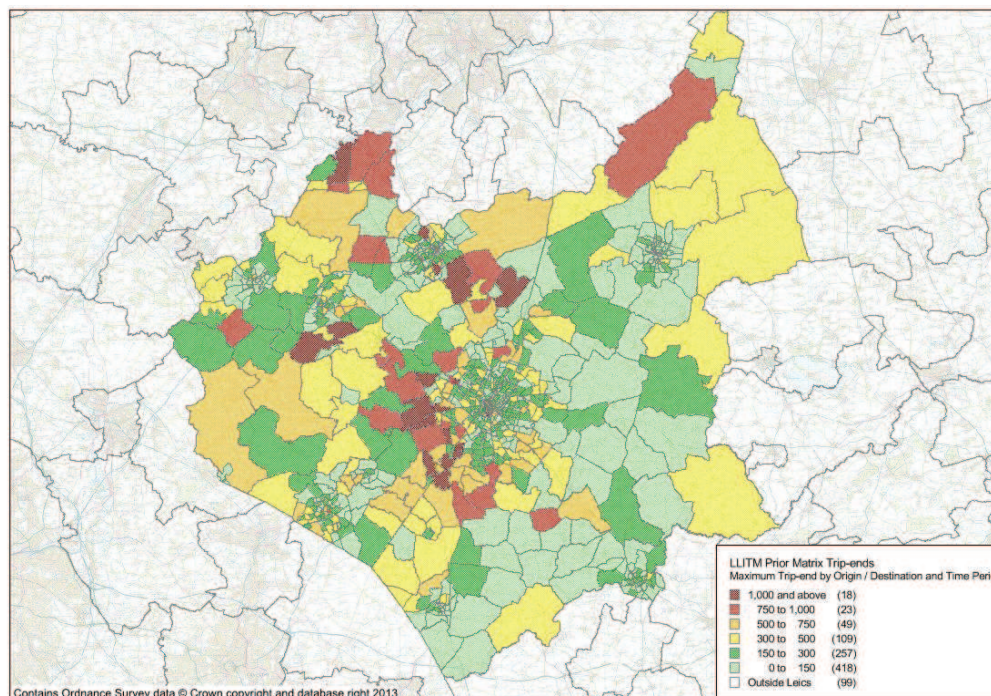 LLITM Prior Matrix Trip-ends
Maximum Trip-end by Origin / Destination and Time Peri
1,000 and above (18)
750 to 1,000 (23)
500 to 750 (49)
300 to 500 (109)
150 to 300 (257)
0 to 150 (418)
Outside Leics (99)
Contains Ordnance Survey data © Crown copyright and database right 2013